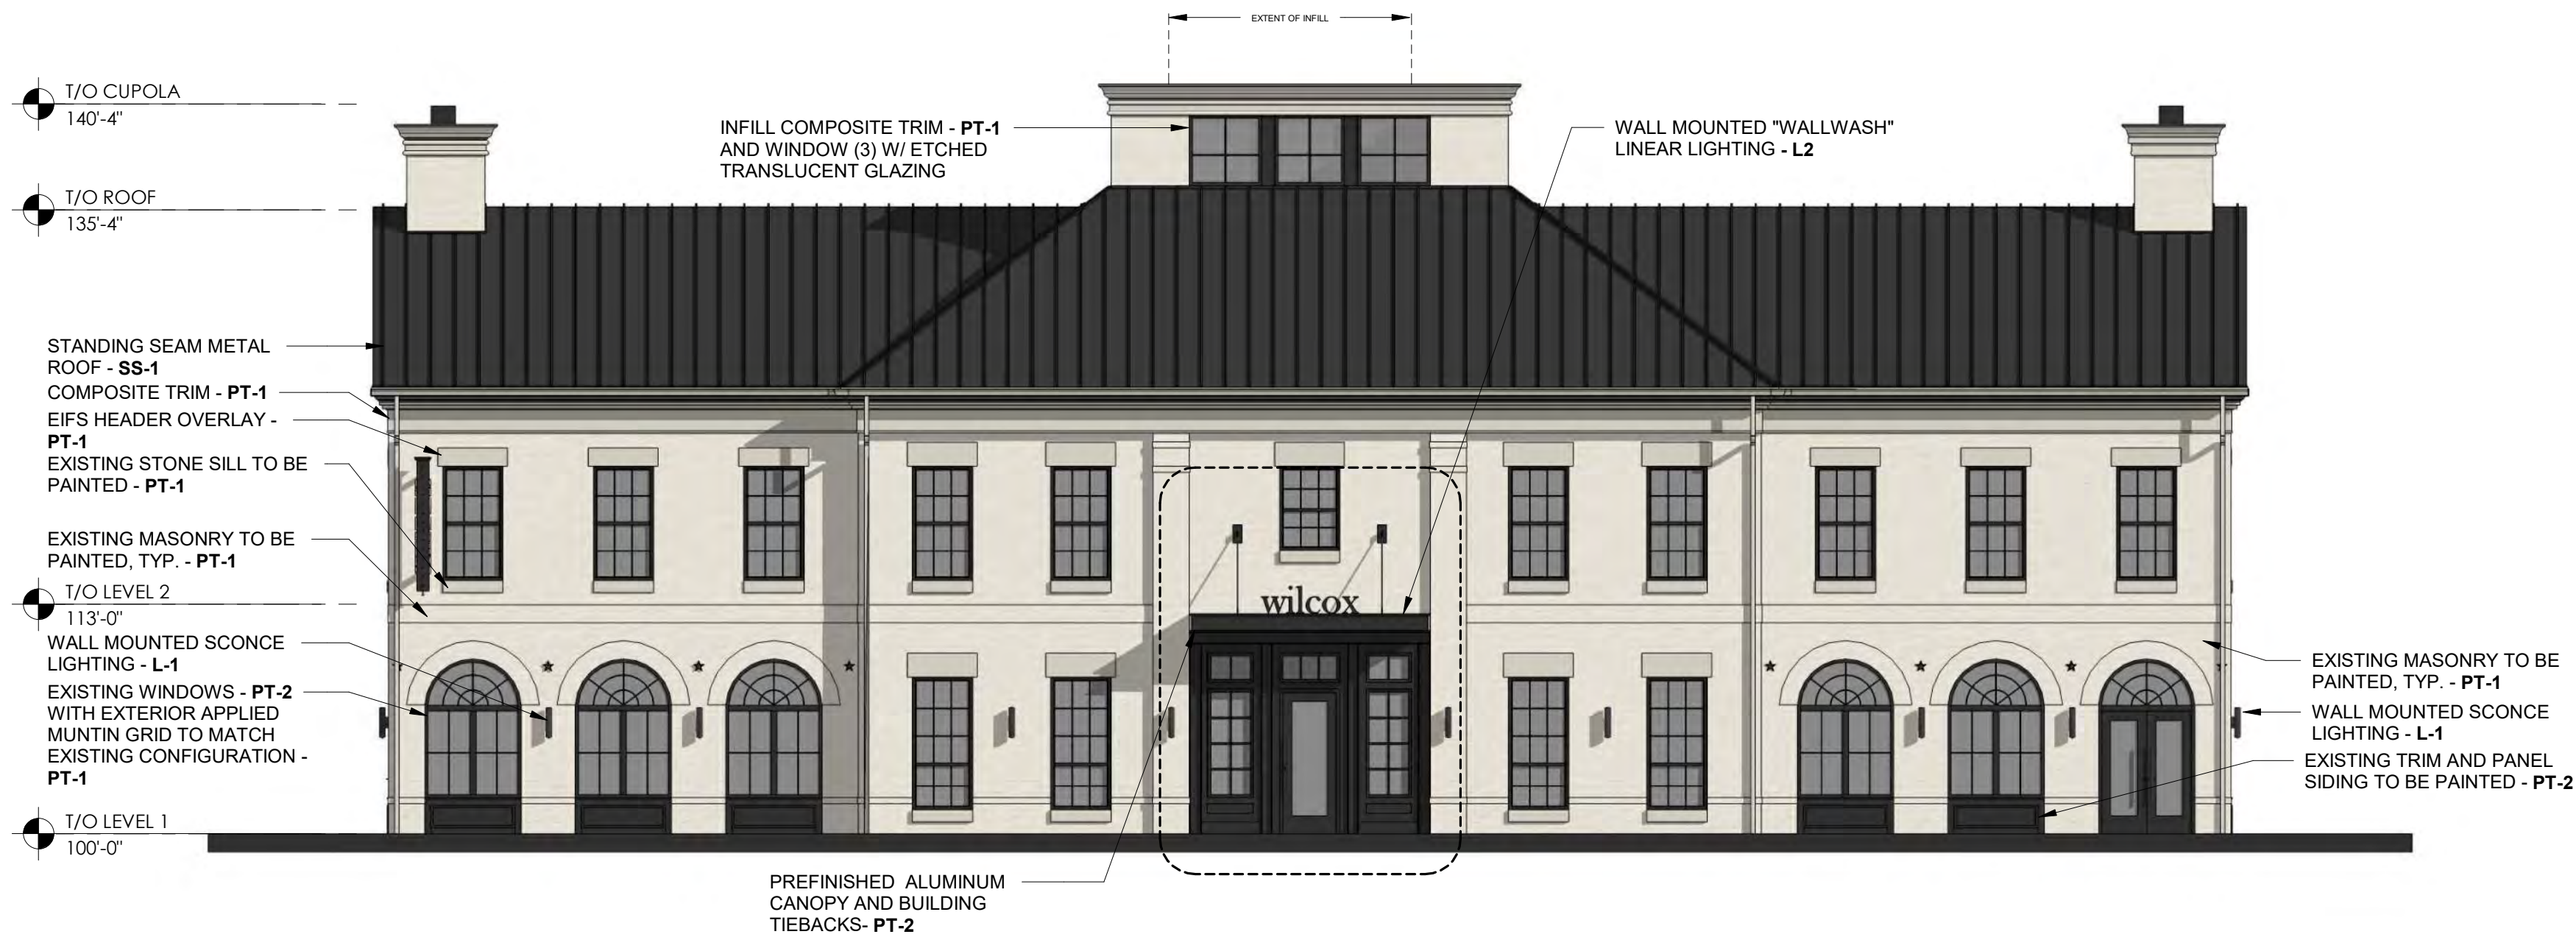 EXTENT OF INFILL
T/O CUPOLA
140'-4"
INFILL COMPOSITE TRIM - PT-1
AND WINDOW (3) W/ ETCHED
TRANSLUCENT GLAZING
WALL MOUNTED "WALLWASH"
LINEAR LIGHTING - L2
T/O ROOF
135'-4"
STANDING SEAM METAL
ROOF - SS-1
COMPOSITE TRIM - PT-1
EIFS HEADER OVERLAY -
PT-1
EXISTING STONE SILL TO BE
PAINTED - PT-1
EXISTING MASONRY TO BE
PAINTED, TYP. - PT-1
T/O LEVEL 2
113'-0"
WALL MOUNTED SCONCE
LIGHTING - L-1
EXISTING WINDOWS - PT-2
WITH EXTERIOR APPLIED
MUNTIN GRID TO MATCH
EXISTING CONFIGURATION -
PT-1
T/O LEVEL 1
100'-0"
wilcox
EXISTING MASONRY TO BE
PAINTED, TYP. - PT-1
WALL MOUNTED SCONCE
LIGHTING - L-1
EXISTING TRIM AND PANEL
SIDING TO BE PAINTED - PT-2
PREFINISHED ALUMINUM
CANOPY AND BUILDING
TIEBACKS- PT-2